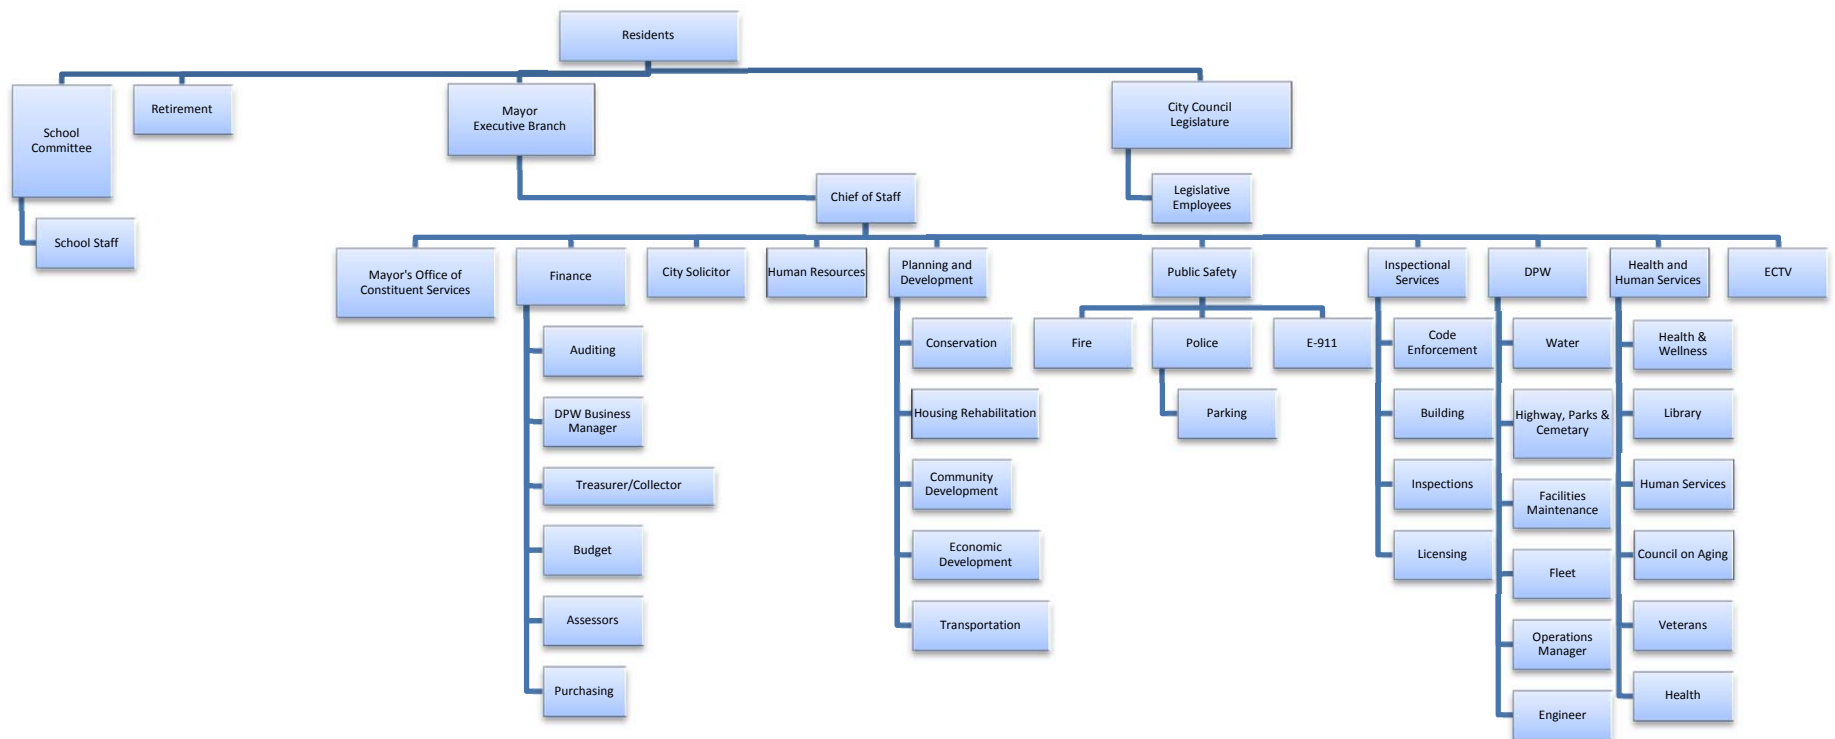 Residents
School
Committee
Retirement
Mayor
Executive Branch
City Council
Legislature
School Staff
Chief of Staff
Legislative
Employees
Mayor's Office of
Constituent Services
Finance
City Solicitor
Human Resources
Planning and
Development
Public Safety
Inspectional
Services
DPW
Health and
Human Services
ECTV
Auditing
DPW Business
Manager
Treasurer/Collector
Budget
Assessors
Purchasing
Conservation
Housing Rehabilitation
Community
Development
Economic
Development
Transportation
Fire
Police
E-911
Parking
Code
Enforcement
Building
Inspections
Licensing
Water
Highway, Parks &
Cemetary
Facilities
Maintenance
Fleet
Operations
Manager
Engineer
Health &
Wellness
Library
Human Services
Council on Aging
Veterans
Health